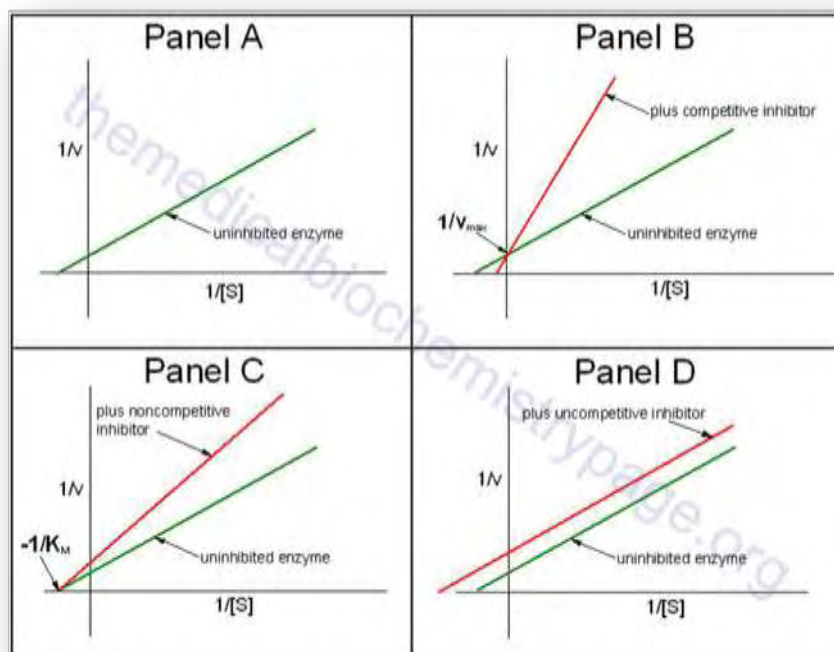 Panel A
1/v
uninhibited enzyme
1/[S]
Panel B
plus competitive inhibitor
1/v
1/vmax
uninhibited enzyme
1/[S]
Panel C
plus noncompetitive
inhibitor
1/v
-1/KM
uninhibited enzyme
1/[S]
Panel D
plus uncompetitive inhibitor
1/v
uninhibited enzyme
1/[S]
themedicalbiochemistrypage.org